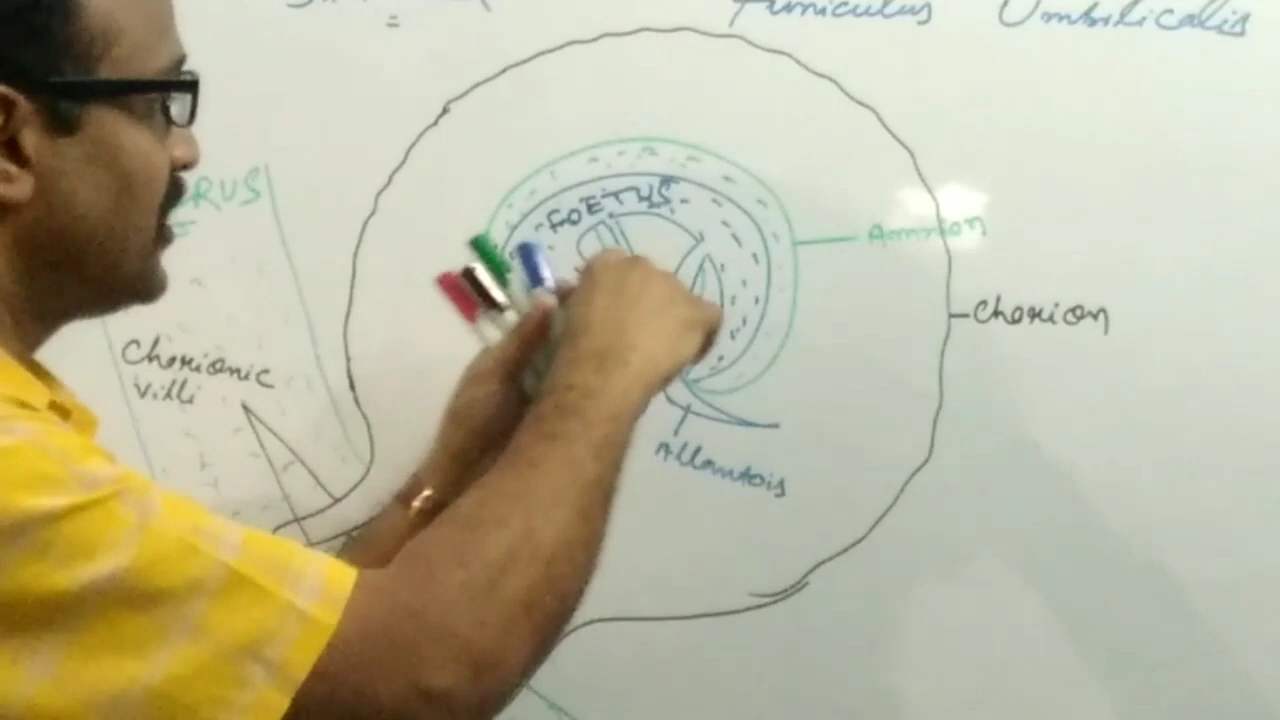 Funiculus Umbilicalis
RUS
FOETUS
Amnion
Chorion
Chorionic
villi
Allantois